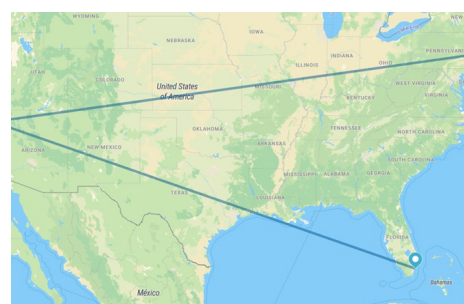 WYOMING
IOWA
NEW
NEBRASKA
PENNSYLVANIA
INDIANA
OHIO
ILLINOIS
UTAH
COLORADO
United States
of America
MISSOURI
WEST VIRGINIA
VIRGINIA
KENTUCKY
OKLAHOMA
TENNESSEE
NORTH CAROLINA
ARKANSAS
ARIZONA
NEW MEXICO
SOUTH CAROLINA
MISSISSIPPI
ALABAMA
GEORGIA
TEXAS
LOUISIANA
FLORIDA
Bahamas
México